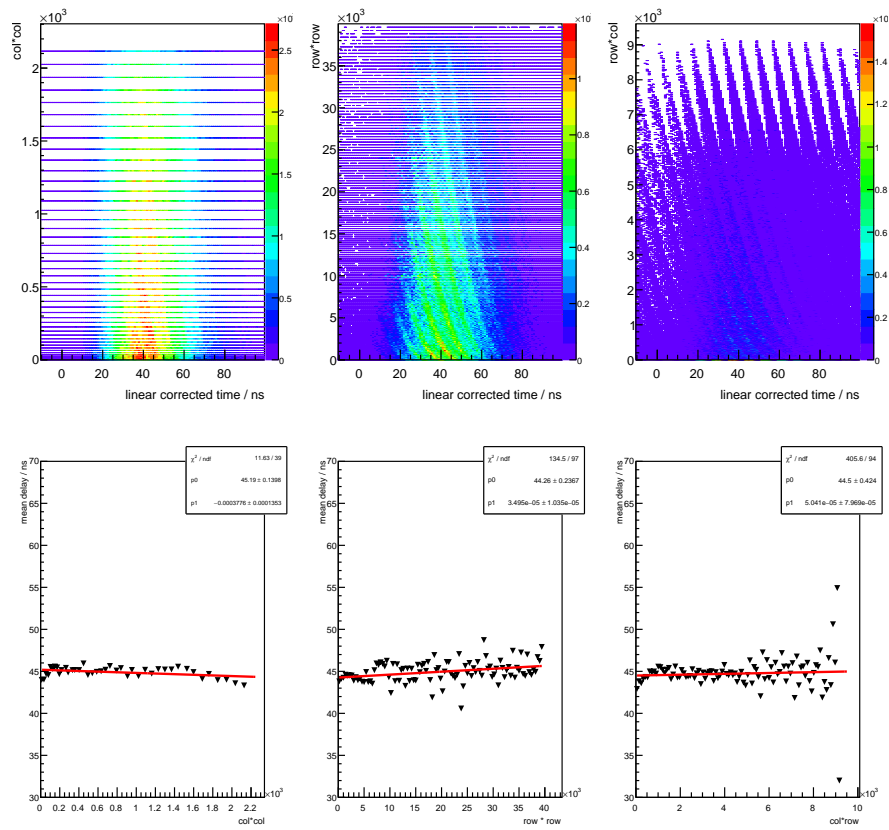 ×10³
×10
×10³
×10
×10³
×10
col*col
2
1.5
1
0.5
0
2.5
2
1.5
1
0.5
0
0 20 40 60 80
linear corrected time / ns
row*row
35
30
25
20
15
10
5
0
1
0.8
0.6
0.4
0.2
0
0 20 40 60 80
linear corrected time / ns
row*col
9
8
7
6
5
4
3
2
1
0
1.4
1.2
1
0.8
0.6
0.4
0.2
0
0 20 40 60 80
linear corrected time / ns
mean delay / ns
70
65
60
55
50
45
40
35
30
χ² / ndf 11.63 / 39
p0 45.19 ± 0.1398
p1 −0.0003776 ± 0.0001353
0 0.2 0.4 0.6 0.8 1 1.2 1.4 1.6 1.8 2 2.2
×10³
col*col
mean delay / ns
70
65
60
55
50
45
40
35
30
χ² / ndf 134.5 / 97
p0 44.26 ± 0.2367
p1 3.495e−05 ± 1.035e−05
0 5 10 15 20 25 30 35 40
×10³
row * row
mean delay / ns
70
65
60
55
50
45
40
35
30
χ² / ndf 405.6 / 94
p0 44.5 ± 0.424
p1 5.041e−05 ± 7.969e−05
0 2 4 6 8 10
×10³
col*row